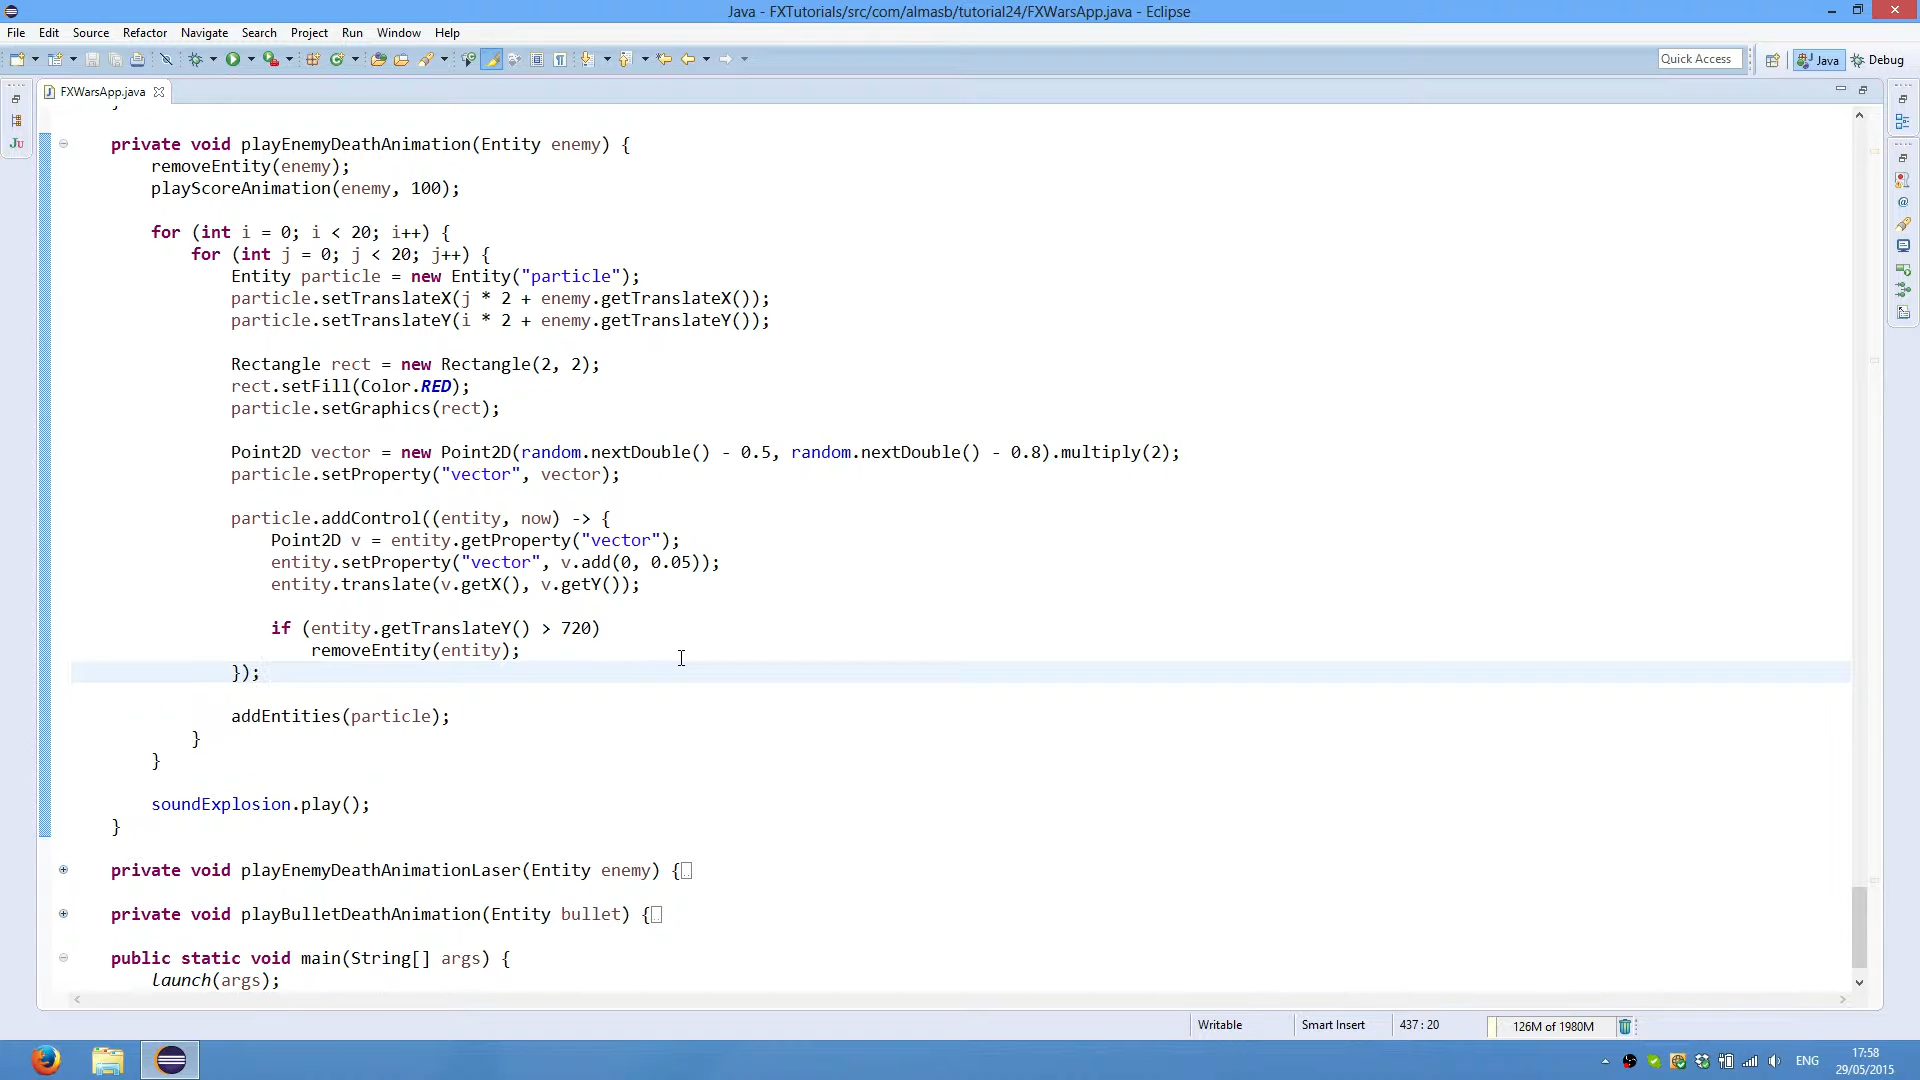 Java - FXTutorials/src/com/almasb/tutorial24/FXWarsApp.java - Eclipse
File Edit Source Refactor Navigate Search Project Run Window Help
Quick Access Java Debug
FXWarsApp.java
private void playEnemyDeathAnimation(Entity enemy) {
removeEntity(enemy);
playScoreAnimation(enemy, 100);
for (int i = 0; i < 20; i++) {
for (int j = 0; j < 20; j++) {
Entity particle = new Entity("particle");
particle.setTranslateX(j * 2 + enemy.getTranslateX());
particle.setTranslateY(i * 2 + enemy.getTranslateY());
Rectangle rect = new Rectangle(2, 2);
rect.setFill(Color.RED);
particle.setGraphics(rect);
Point2D vector = new Point2D(random.nextDouble() - 0.5, random.nextDouble() - 0.8).multiply(2);
particle.setProperty("vector", vector);
particle.addControl((entity, now) -> {
Point2D v = entity.getProperty("vector");
entity.setProperty("vector", v.add(0, 0.05));
entity.translate(v.getX(), v.getY());
if (entity.getTranslateY() > 720)
removeEntity(entity);
});
addEntities(particle);
}
}
soundExplosion.play();
}
private void playEnemyDeathAnimationLaser(Entity enemy) {
private void playBulletDeathAnimation(Entity bullet) {
public static void main(String[] args) {
launch(args);
Writable Smart Insert 437 : 20 126M of 1980M
ENG
17:58
29/05/2015